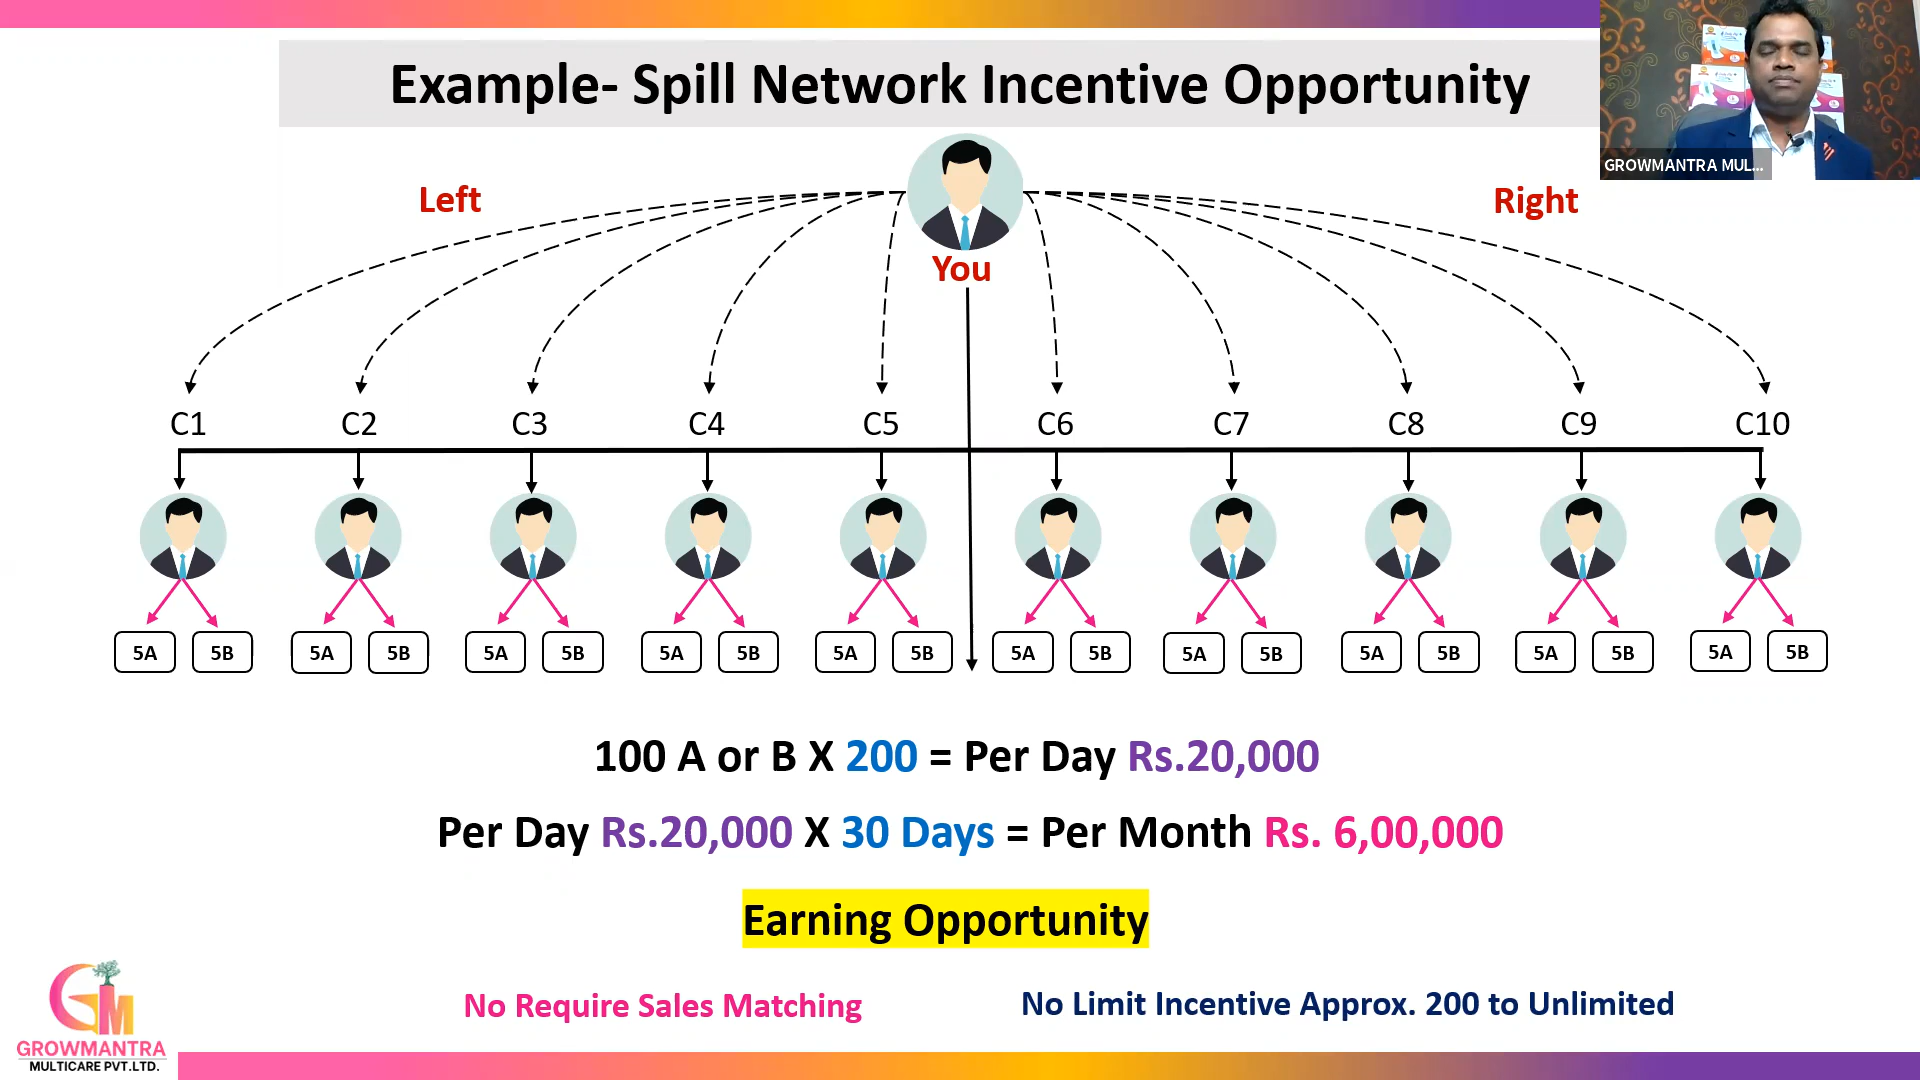 Example- Spill Network Incentive Opportunity
GROWMANTRA MUL...
Left
Right
You
C1 C2 C3 C4 C5 C6 C7 C8 C9 C10
5A 5B 5A 5B 5A 5B 5A 5B 5A 5B 5A 5B 5A 5B 5A 5B 5A 5B 5A 5B
100 A or B X 200 = Per Day Rs.20,000
Per Day Rs.20,000 X 30 Days = Per Month Rs. 6,00,000
Earning Opportunity
No Require Sales Matching
No Limit Incentive Approx. 200 to Unlimited
GM
GROWMANTRA
MULTICARE PVT.LTD.